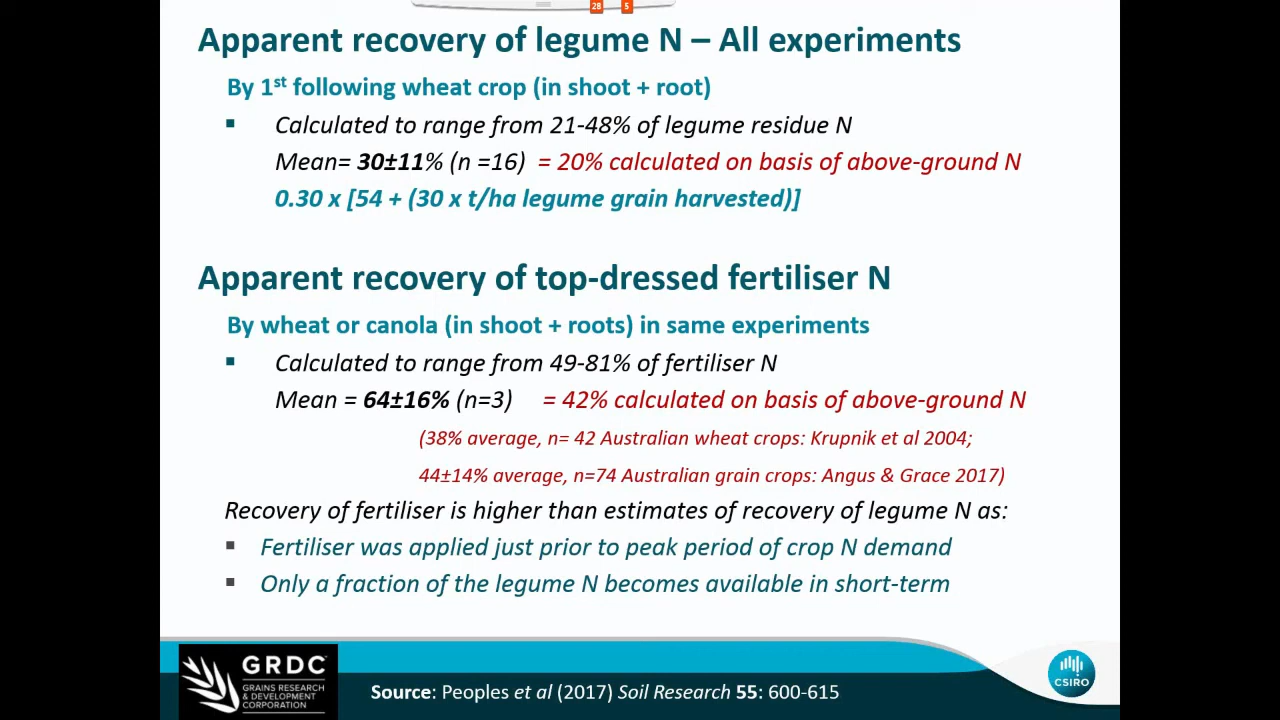 28 5
Apparent recovery of legume N – All experiments
By 1st following wheat crop (in shoot + root)
▪ Calculated to range from 21-48% of legume residue N
Mean= 30±11% (n =16) = 20% calculated on basis of above-ground N
0.30 x [54 + (30 x t/ha legume grain harvested)]
Apparent recovery of top-dressed fertiliser N
By wheat or canola (in shoot + roots) in same experiments
▪ Calculated to range from 49-81% of fertiliser N
Mean = 64±16% (n=3) = 42% calculated on basis of above-ground N
(38% average, n= 42 Australian wheat crops: Krupnik et al 2004;
44±14% average, n=74 Australian grain crops: Angus & Grace 2017)
Recovery of fertiliser is higher than estimates of recovery of legume N as:
▪ Fertiliser was applied just prior to peak period of crop N demand
▪ Only a fraction of the legume N becomes available in short-term
GRDC™
GRAINS RESEARCH
& DEVELOPMENT
CORPORATION
Source: Peoples et al (2017) Soil Research 55: 600-615
CSIRO